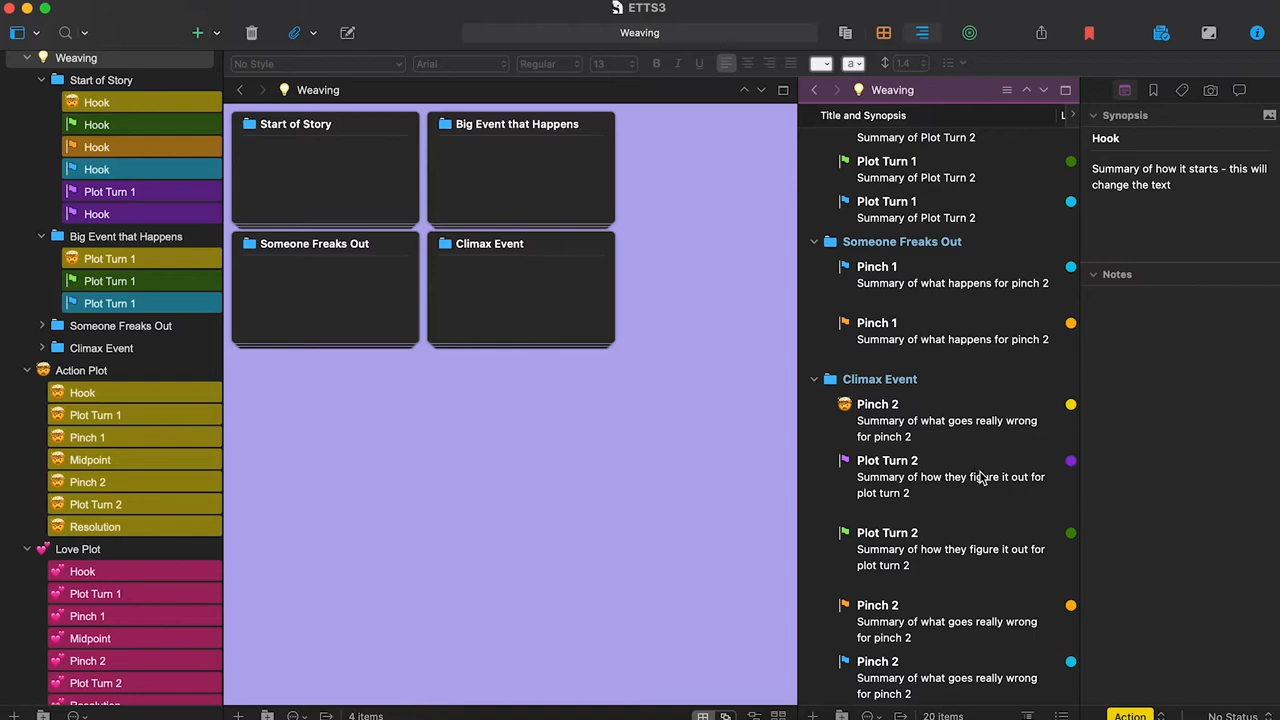 ETTS3
Weaving
No Style
Arial
Regular
13
B
I
U
a
1.4
Weaving
Start of Story
Hook
Hook
Hook
Hook
Plot Turn 1
Hook
Big Event that Happens
Plot Turn 1
Plot Turn 1
Plot Turn 1
Someone Freaks Out
Climax Event
Action Plot
Hook
Plot Turn 1
Pinch 1
Midpoint
Pinch 2
Plot Turn 2
Resolution
Love Plot
Hook
Plot Turn 1
Pinch 1
Midpoint
Pinch 2
Plot Turn 2
Resolution
Weaving
Start of Story
Big Event that Happens
Someone Freaks Out
Climax Event
4 items
Weaving
Title and Synopsis
Summary of Plot Turn 2
Plot Turn 1
Summary of Plot Turn 2
Plot Turn 1
Summary of Plot Turn 2
Someone Freaks Out
Pinch 1
Summary of what happens for pinch 2
Pinch 1
Summary of what happens for pinch 2
Climax Event
Pinch 2
Summary of what goes really wrong
for pinch 2
Plot Turn 2
Summary of how they figure it out for
plot turn 2
Plot Turn 2
Summary of how they figure it out for
plot turn 2
Pinch 2
Summary of what goes really wrong
for pinch 2
Pinch 2
Summary of what goes really wrong
for pinch 2
20 items
Synopsis
Hook
Summary of how it starts - this will
change the text
Notes
Action
No Status